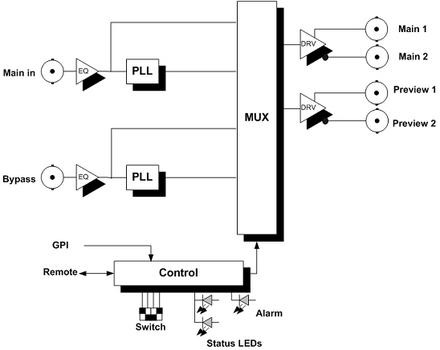 Main 1
DRV
Main in
EQ
PLL
Main 2
Preview 1
DRV
MUX
Preview 2
Bypass
EQ
PLL
GPI
Remote
Control
Switch
Alarm
Status LEDs